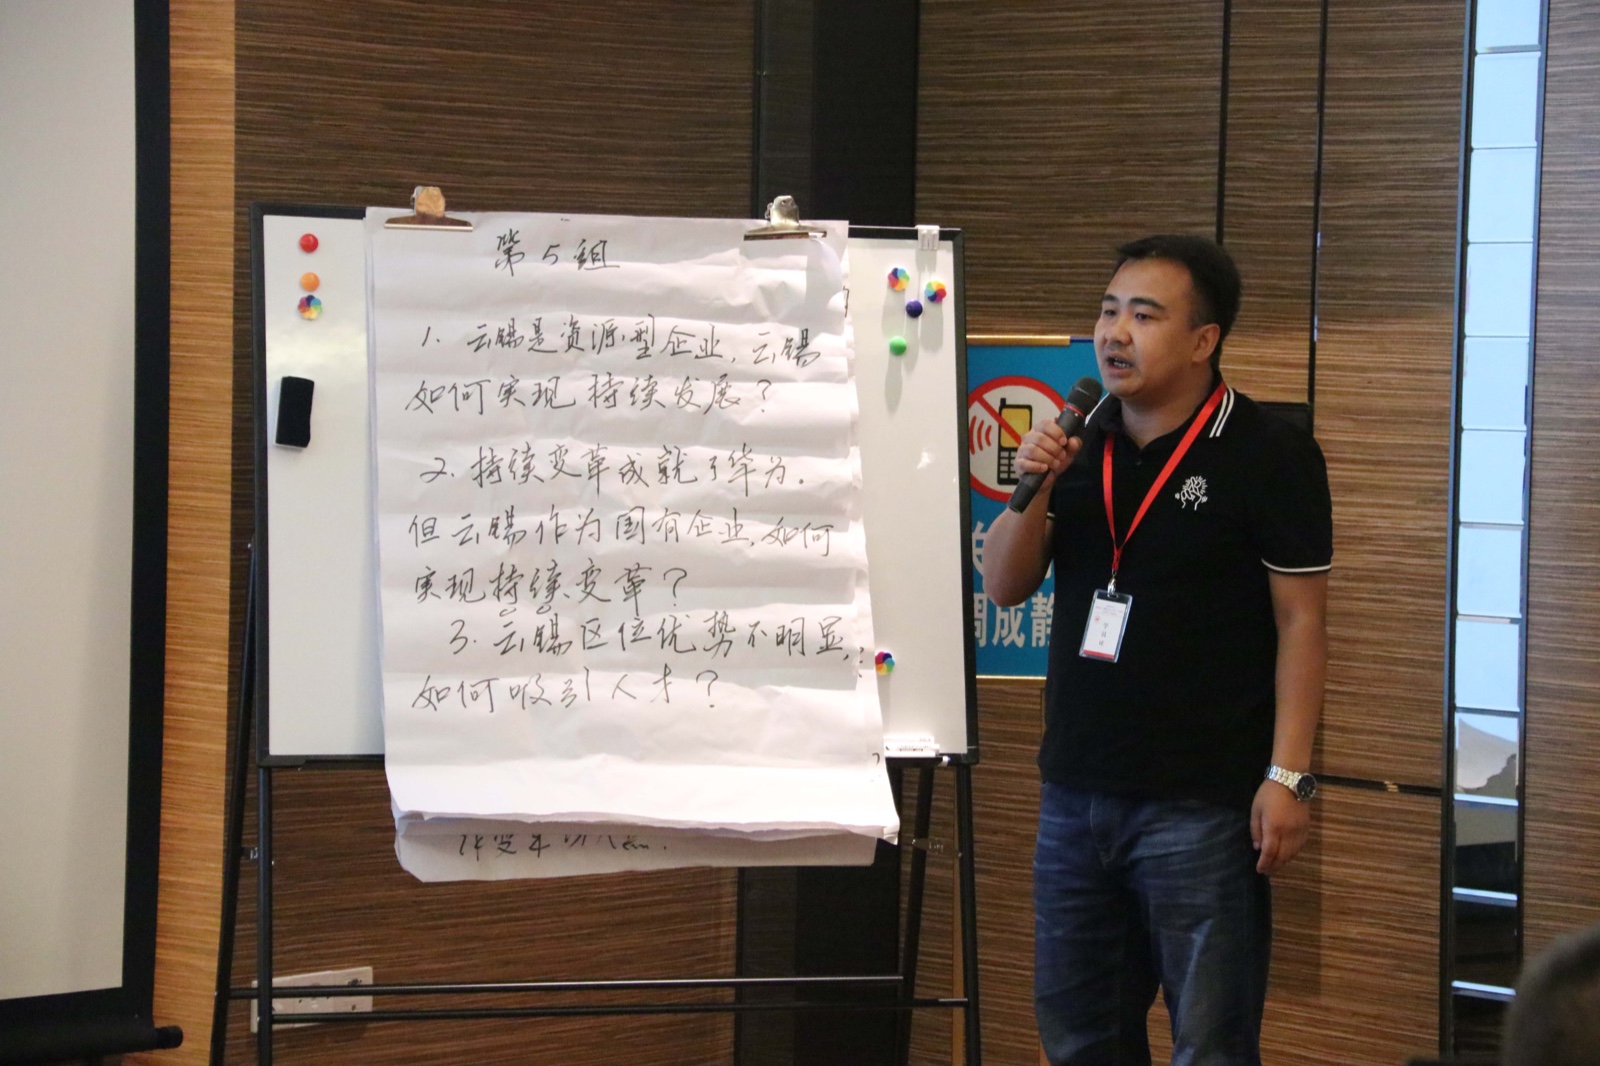 第5组
1. 云锡是资源型企业，云锡
如何实现持续发展？
2. 持续变革成就了华为.
但云锡作为国有企业，如何
实现持续变革？
3. 云锡区位优势不明显，
如何吸引人才？
调成静